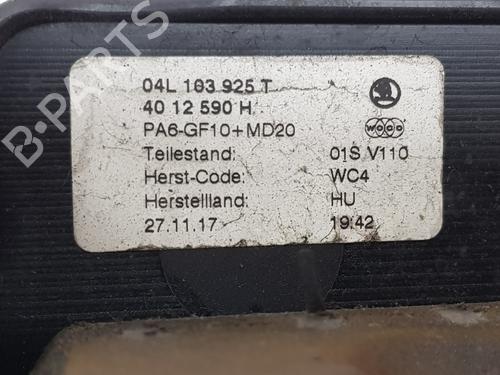 04L 103 925 T
40 12 590 H
woco
PA6-GF10+MD20
Teilestand: 01S V110
Herst-Code: WC4
Herstellland: HU
27.11.17 19:42